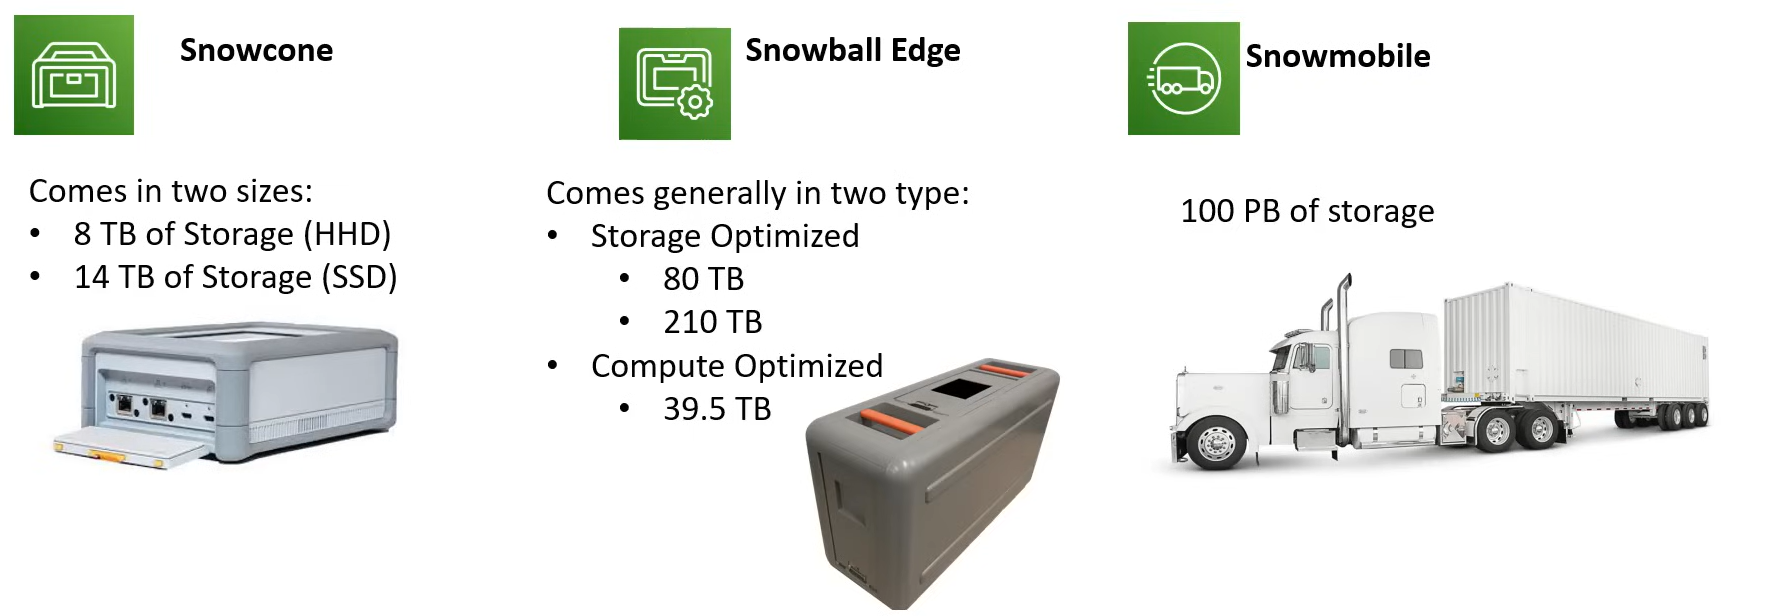 Snowcone
Comes in two sizes:
• 8 TB of Storage (HHD)
• 14 TB of Storage (SSD)
Snowball Edge
Comes generally in two type:
• Storage Optimized
• 80 TB
• 210 TB
• Compute Optimized
• 39.5 TB
Snowmobile
100 PB of storage